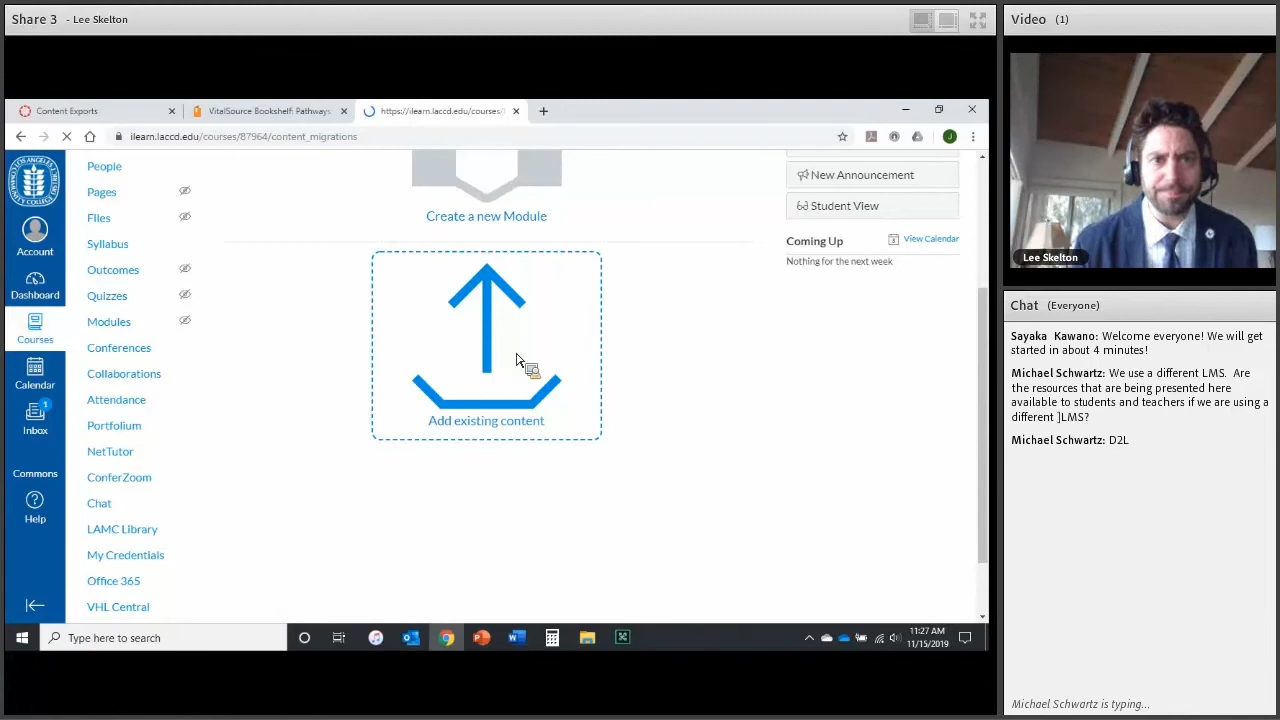 Share 3 - Lee Skelton
Content Exports
VitalSource Bookshelf: Pathways
https://ilearn.laccd.edu/courses/
ilearn.laccd.edu/courses/87964/content_migrations
J
Account
Dashboard
Courses
Calendar
1
Inbox
Commons
Help
People
Pages
Files
Syllabus
Outcomes
Quizzes
Modules
Conferences
Collaborations
Attendance
Portfolium
NetTutor
ConferZoom
Chat
LAMC Library
My Credentials
Office 365
VHL Central
Create a new Module
Add existing content
New Announcement
Student View
Coming Up
View Calendar
Nothing for the next week
Type here to search
11:27 AM
11/15/2019
Video (1)
Lee Skelton
Chat (Everyone)
Sayaka Kawano: Welcome everyone! We will get
started in about 4 minutes!
Michael Schwartz: We use a different LMS. Are
the resources that are being presented here
available to students and teachers if we are using a
different ]LMS?
Michael Schwartz: D2L
Michael Schwartz is typing...